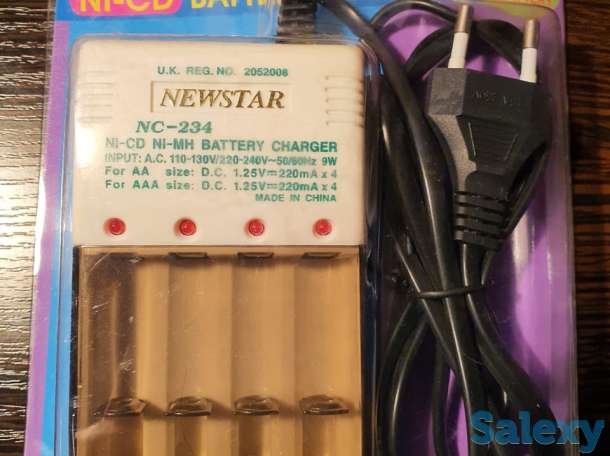 NI-CD BATT
U.K. REG. NO. 2052008
NEWSTAR
NC-234
NI-CD NI-MH BATTERY CHARGER
INPUT: A.C. 110-130V/220-240V~50/60Hz 9W
For AA size: D.C. 1.25V⎓220mA x 4
For AAA size: D.C. 1.25V⎓220mA x 4
MADE IN CHINA
Salexy